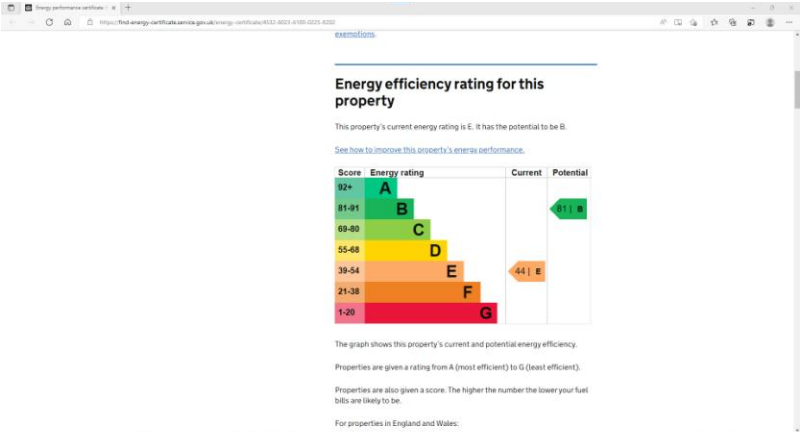 Energy performance certificate
https://find-energy-certificate.service.gov.uk/energy-certificate/
exemptions.
Energy efficiency rating for this
property
This property's current energy rating is E. It has the potential to be B.
See how to improve this property's energy performance.
Score Energy rating Current Potential
92+ A
81-91 B 81 | B
69-80 C
55-68 D
39-54 E 44 | E
21-38 F
1-20 G
The graph shows this property's current and potential energy efficiency.
Properties are given a rating from A (most efficient) to G (least efficient).
Properties are also given a score. The higher the number the lower your fuel
bills are likely to be.
For properties in England and Wales: